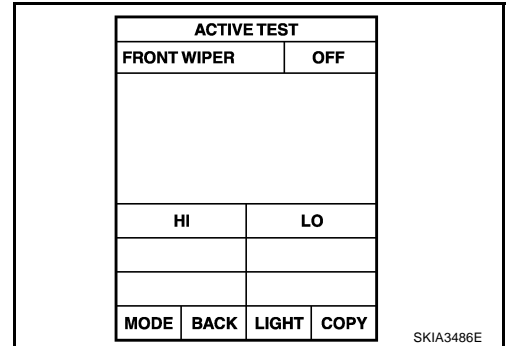 ACTIVE TEST
FRONT WIPER OFF
HI LO
MODE BACK LIGHT COPY
SKIA3486E